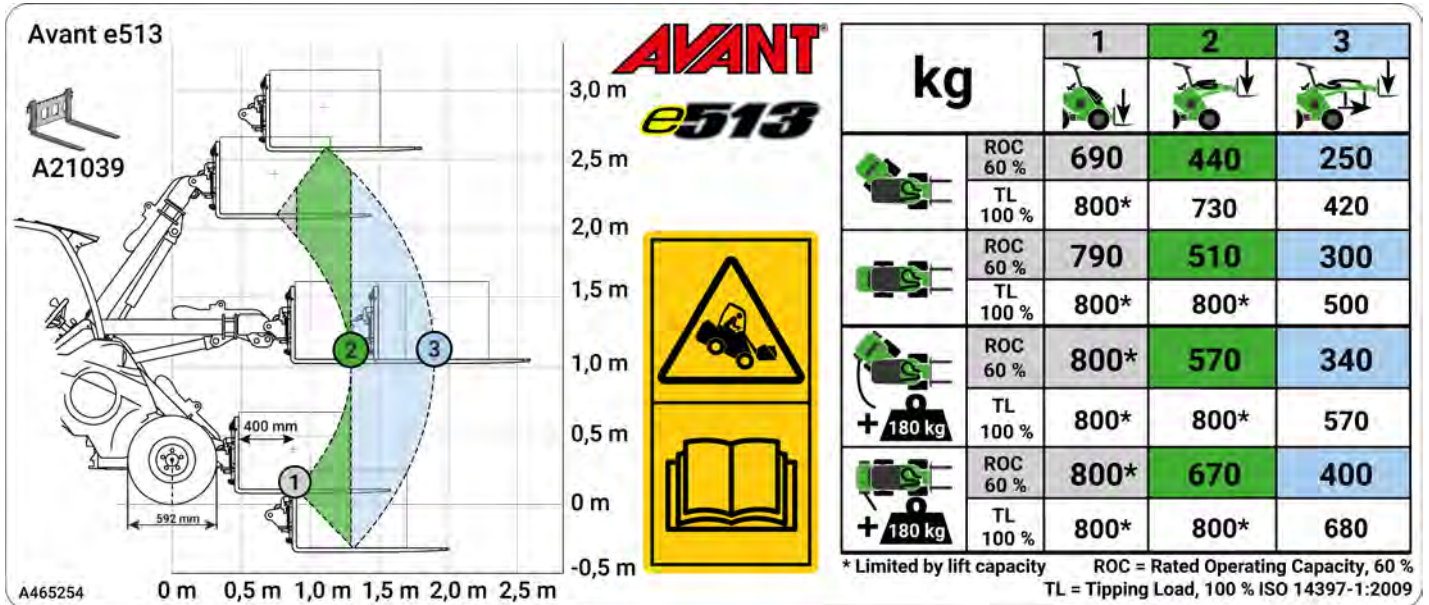 Avant e513
A21039
3,0 m
2,5 m
2,0 m
1,5 m
1,0 m
0,5 m
0 m
-0,5 m
2
3
400 mm
1
592 mm
0 m 0,5 m 1,0 m 1,5 m 2,0 m 2,5 m
A465254
AVANT
e513
kg 1 2 3
ROC 60 % 690 440 250
TL 100 % 800* 730 420
ROC 60 % 790 510 300
TL 100 % 800* 800* 500
ROC 60 % 800* 570 340
+ 180 kg TL 100 % 800* 800* 570
ROC 60 % 800* 670 400
+ 180 kg TL 100 % 800* 800* 680
* Limited by lift capacity ROC = Rated Operating Capacity, 60 %
TL = Tipping Load, 100 % ISO 14397-1:2009